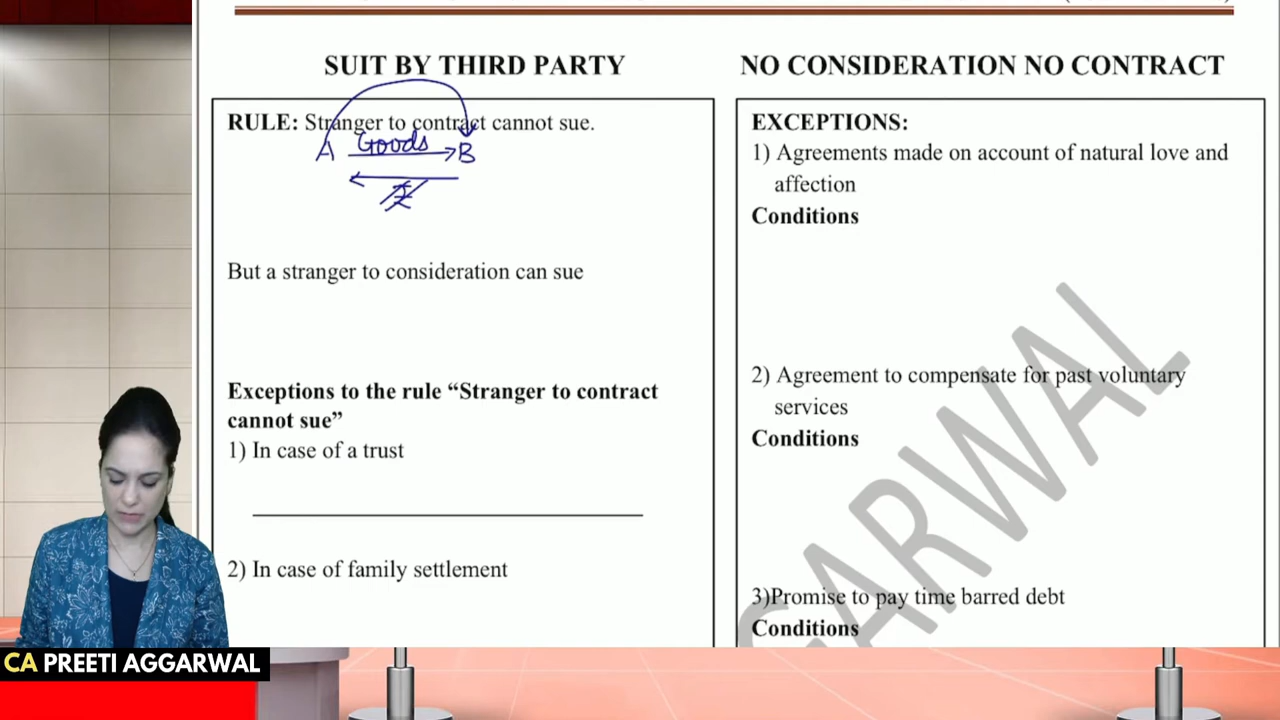 SUIT BY THIRD PARTY
RULE: Stranger to contract cannot sue.
A Goods B
₹
But a stranger to consideration can sue
Exceptions to the rule “Stranger to contract
cannot sue”
1) In case of a trust
2) In case of family settlement
NO CONSIDERATION NO CONTRACT
EXCEPTIONS:
1) Agreements made on account of natural love and
affection
Conditions
2) Agreement to compensate for past voluntary
services
Conditions
3)Promise to pay time barred debt
Conditions
GARWAL
CA PREETI AGGARWAL